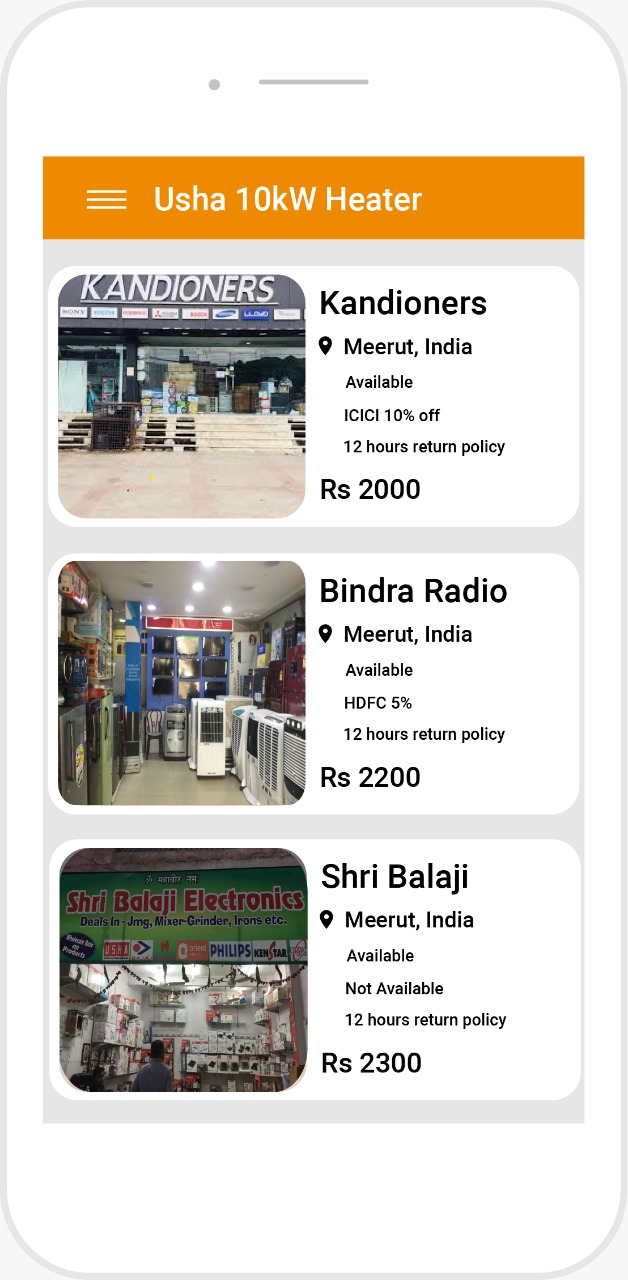 Usha 10kW Heater
KANDIONERS
SONY
BOSCH
SAMSUNG
LLOYD
Kandioners
Meerut, India
Available
ICICI 10% off
12 hours return policy
Rs 2000
Bindra Radio
Meerut, India
Available
HDFC 5%
12 hours return policy
Rs 2200
ॐ महावीर नमः
Shri Balaji Electronics
Deals In - Jmg, Mixer-Grinder, Irons etc.
Products
USHA
orient
PHILIPS
KENSTAR
Shri Balaji
Meerut, India
Available
Not Available
12 hours return policy
Rs 2300